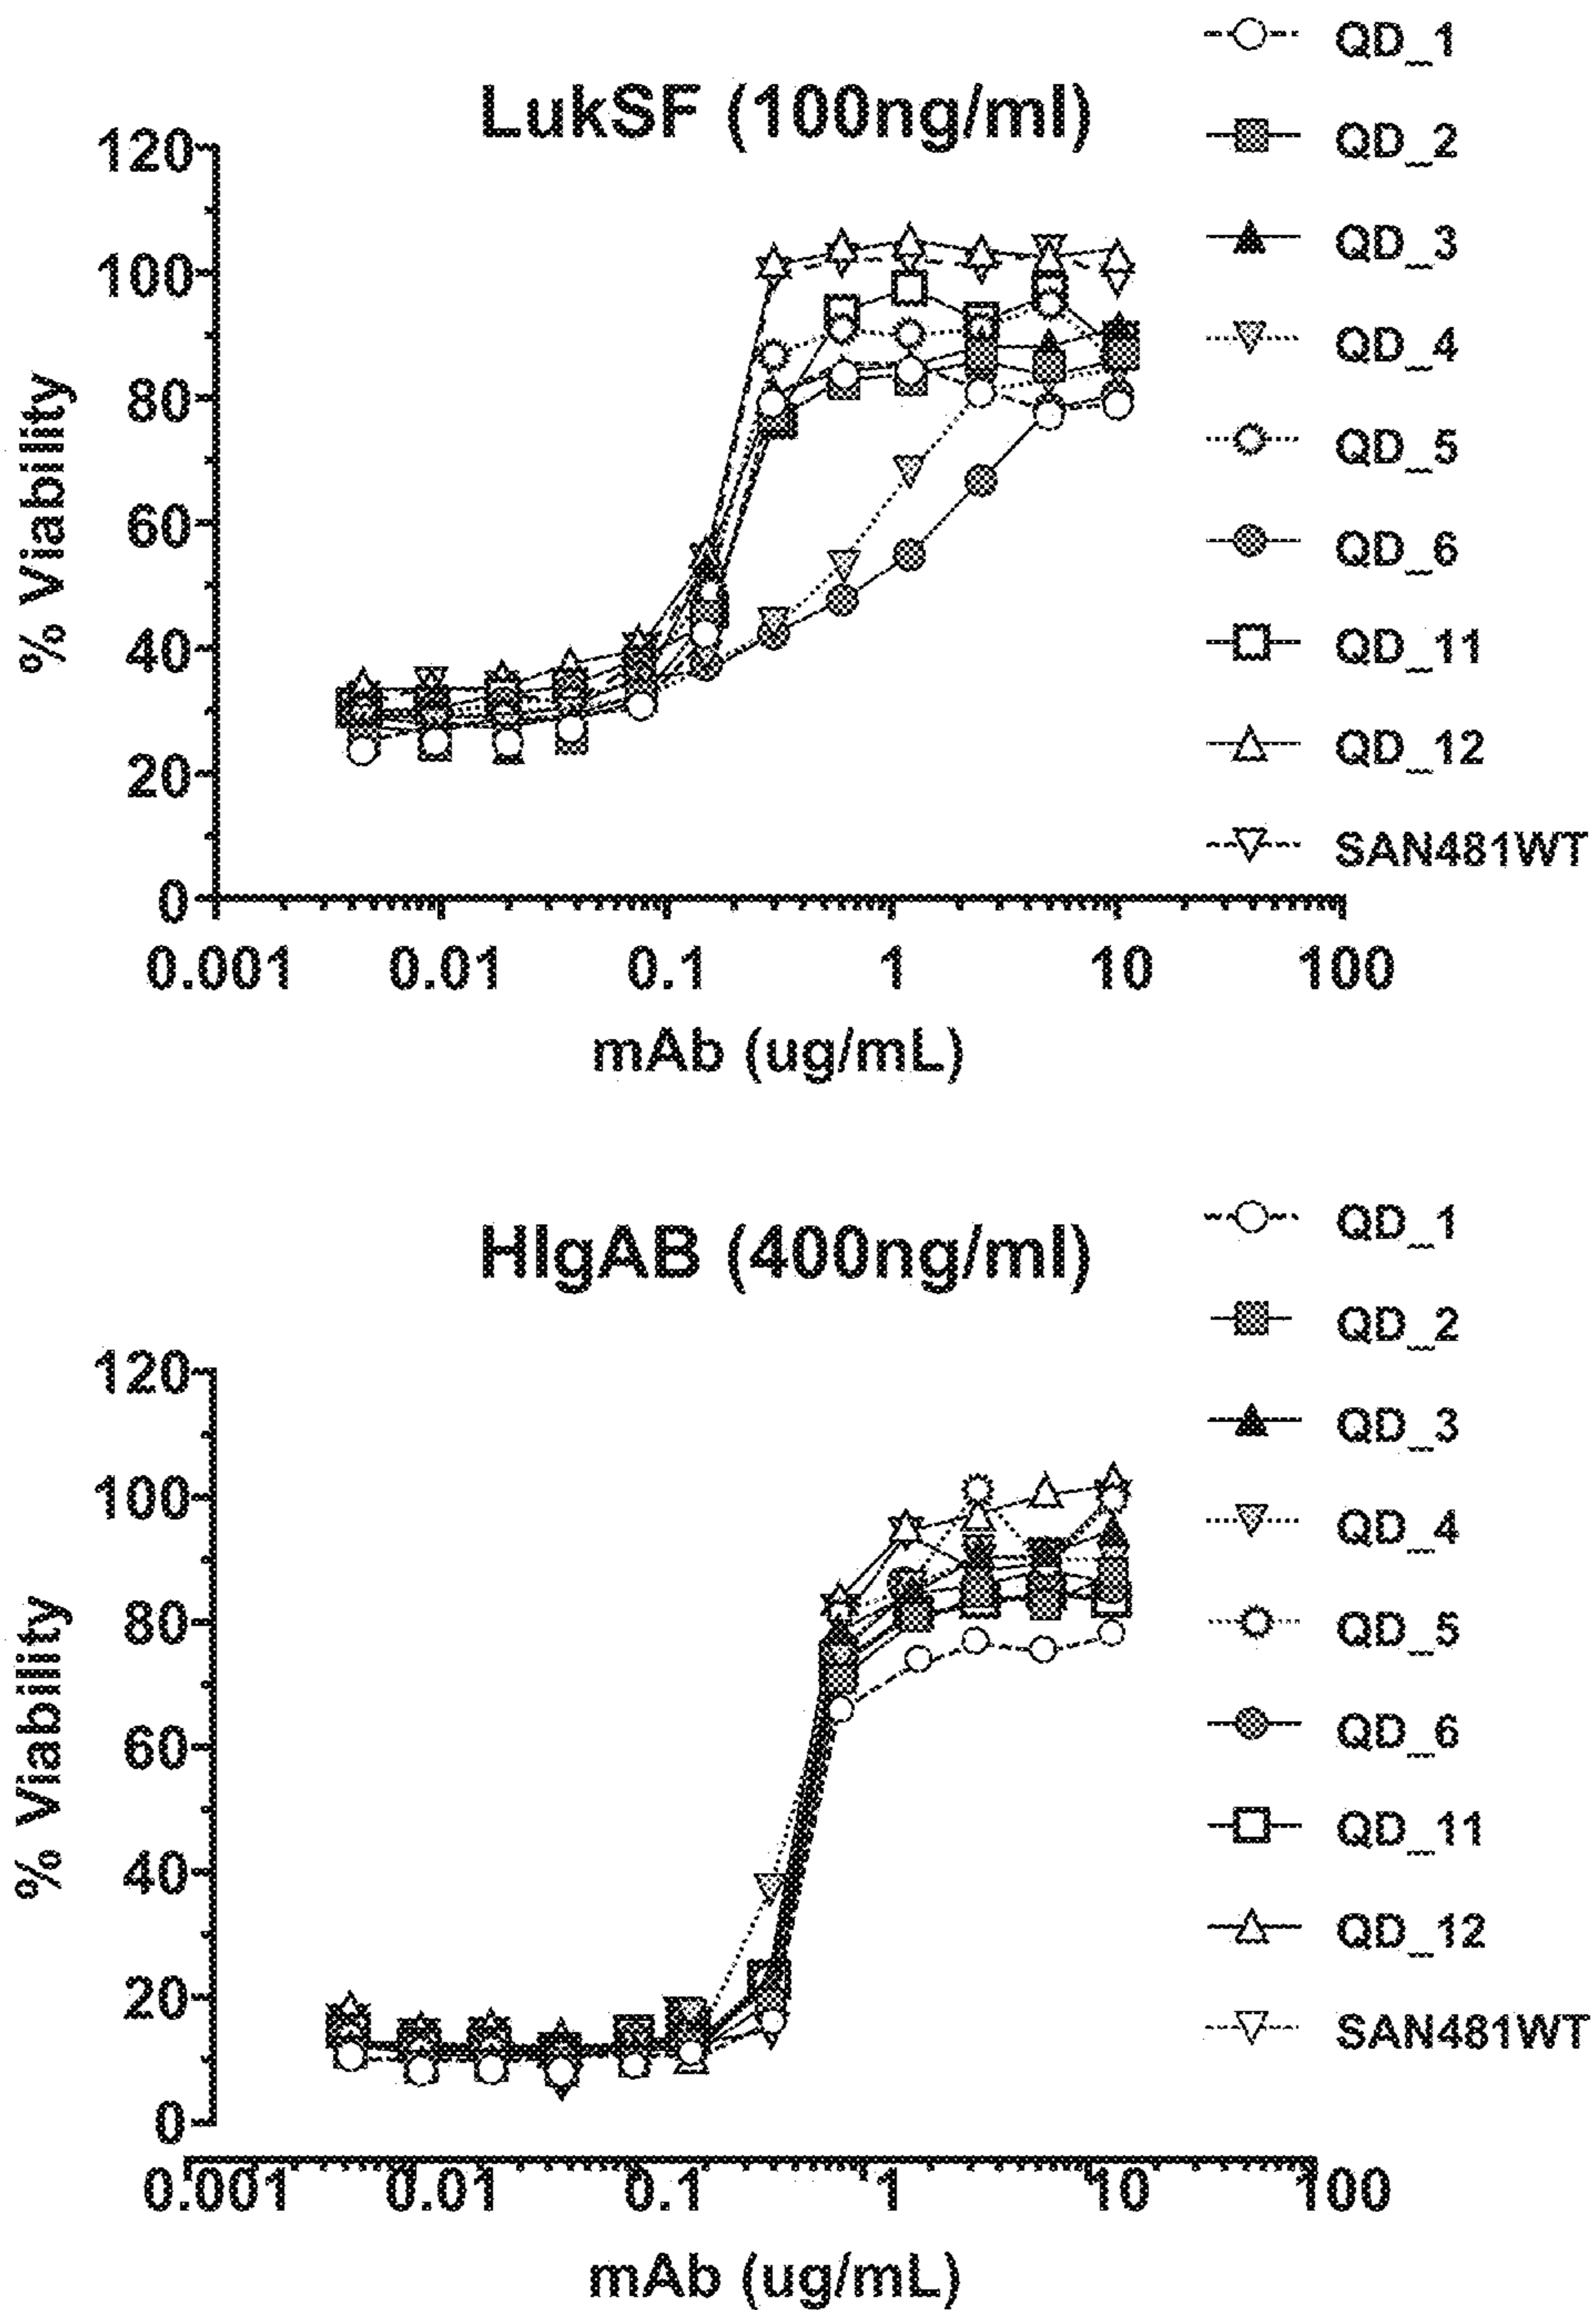 LukSF (100ng/ml)
% Viability
120
100
80
60
40
20
0
0.001 0.01 0.1 1 10 100
mAb (ug/mL)
QD_1
QD_2
QD_3
QD_4
QD_5
QD_6
QD_11
QD_12
SAN481WT
HlgAB (400ng/ml)
% Viability
120
100
80
60
40
20
0
0.001 0.01 0.1 1 10 100
mAb (ug/mL)
QD_1
QD_2
QD_3
QD_4
QD_5
QD_6
QD_11
QD_12
SAN481WT